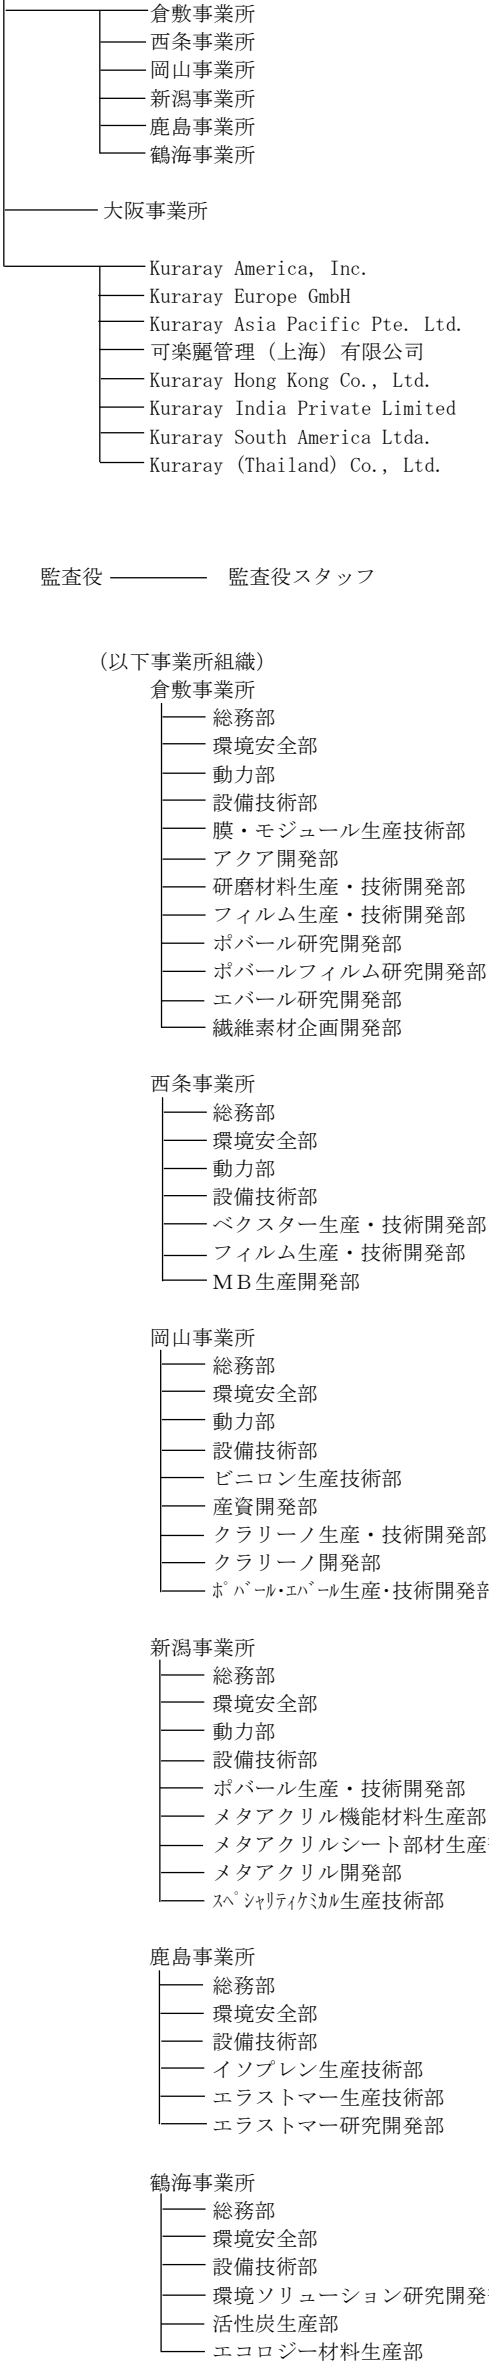 倉敷事業所
西条事業所
岡山事業所
新潟事業所
鹿島事業所
鶴海事業所
大阪事業所
Kuraray America, Inc.
Kuraray Europe GmbH
Kuraray Asia Pacific Pte. Ltd.
可楽麗管理（上海）有限公司
Kuraray Hong Kong Co., Ltd.
Kuraray India Private Limited
Kuraray South America Ltda.
Kuraray (Thailand) Co., Ltd.
監査役 監査役スタッフ
（以下事業所組織）
倉敷事業所
総務部
環境安全部
動力部
設備技術部
膜・モジュール生産技術部
アクア開発部
研磨材料生産・技術開発部
フィルム生産・技術開発部
ポバール研究開発部
ポバールフィルム研究開発部
エバール研究開発部
繊維素材企画開発部
西条事業所
総務部
環境安全部
動力部
設備技術部
ベクスター生産・技術開発部
フィルム生産・技術開発部
ＭＢ生産開発部
岡山事業所
総務部
環境安全部
動力部
設備技術部
ビニロン生産技術部
産資開発部
クラリーノ生産・技術開発部
クラリーノ開発部
ﾎﾟﾊﾞｰﾙ・ｴﾊﾞｰﾙ生産・技術開発部
新潟事業所
総務部
環境安全部
動力部
設備技術部
ポバール生産・技術開発部
メタアクリル機能材料生産部
メタアクリルシート部材生産
メタアクリル開発部
ｽﾍﾟｼｬﾘﾃｨｹﾐｶﾙ生産技術部
鹿島事業所
総務部
環境安全部
設備技術部
イソプレン生産技術部
エラストマー生産技術部
エラストマー研究開発部
鶴海事業所
総務部
環境安全部
設備技術部
環境ソリューション研究開発
活性炭生産部
エコロジー材料生産部